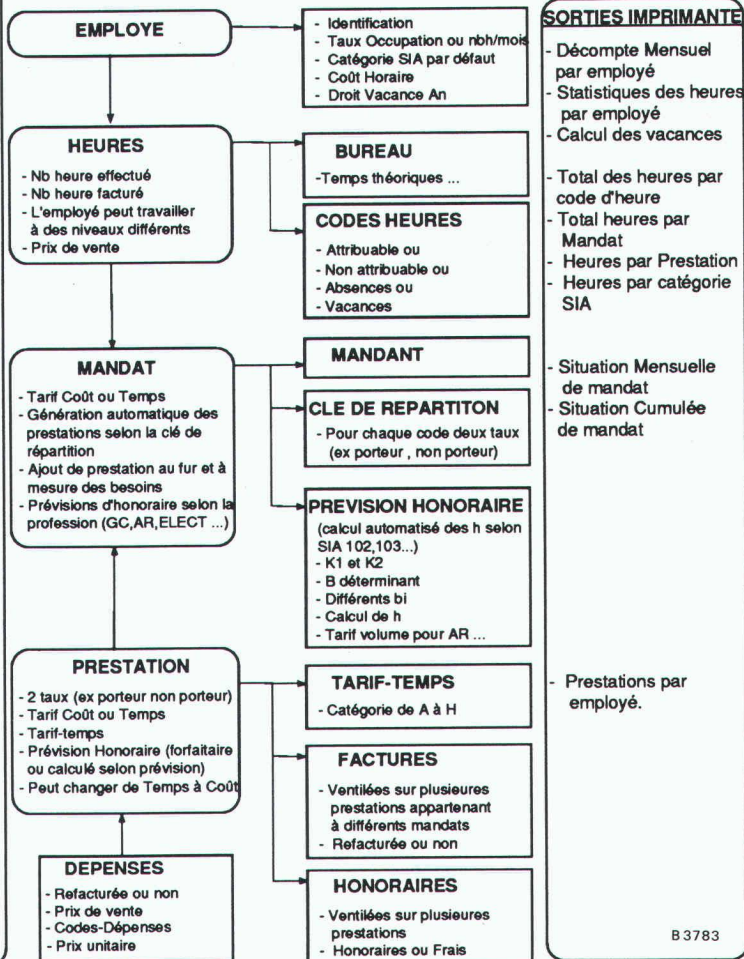 EMPLOYE
- Identification
- Taux Occupation ou nbh/mois
- Catégorie SIA par défaut
- Coût Horaire
- Droit Vacance An
HEURES
- Nb heure effectué
- Nb heure facturé
- L'employé peut travailler
à des niveaux différents
- Prix de vente
BUREAU
-Temps théoriques ...
CODES HEURES
- Attribuable ou
- Non attribuable ou
- Absences ou
- Vacances
MANDAT
- Tarif Coût ou Temps
- Génération automatique des
prestations selon la clé de
répartition
- Ajout de prestation au fur et à
mesure des besoins
- Prévisions d'honoraire selon la
profession (GC,AR,ELECT ...)
MANDANT
CLE DE REPARTITON
- Pour chaque code deux taux
(ex porteur , non porteur)
PREVISION HONORAIRE
(calcul automatisé des h selon
SIA 102,103...)
- K1 et K2
- B déterminant
- Différents bi
- Calcul de h
- Tarif volume pour AR ...
PRESTATION
- 2 taux (ex porteur non porteur)
- Tarif Coût ou Temps
- Tarif-temps
- Prévision Honoraire (forfaitaire
ou calculé selon prévision)
- Peut changer de Temps à Coût
TARIF-TEMPS
- Catégorie de A à H
FACTURES
- Ventilées sur plusieures
prestations appartenant
à différents mandats
- Refacturée ou non
DEPENSES
- Refacturée ou non
- Prix de vente
- Codes-Dépenses
- Prix unitaire
HONORAIRES
- Ventilées sur plusieures
prestations
- Honoraires ou Frais
SORTIES IMPRIMANTE
- Décompte Mensuel
par employé
- Statistiques des heures
par employé
- Calcul des vacances
- Total des heures par
code d'heure
- Total heures par
Mandat
- Heures par Prestation
- Heures par catégorie
SIA
- Situation Mensuelle
de mandat
- Situation Cumulée
de mandat
- Prestations par
employé.
B 3783